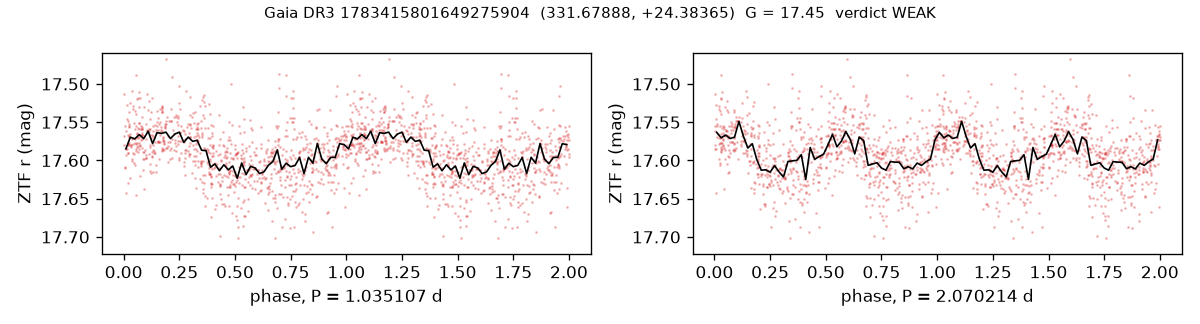 Gaia DR3 1783415801649275904 (331.67888, +24.38365) G = 17.45 verdict WEAK
ZTF r (mag)
17.50
17.55
17.60
17.65
17.70
0.00 0.25 0.50 0.75 1.00 1.25 1.50 1.75 2.00
phase, P = 1.035107 d
ZTF r (mag)
17.50
17.55
17.60
17.65
17.70
0.00 0.25 0.50 0.75 1.00 1.25 1.50 1.75 2.00
phase, P = 2.070214 d